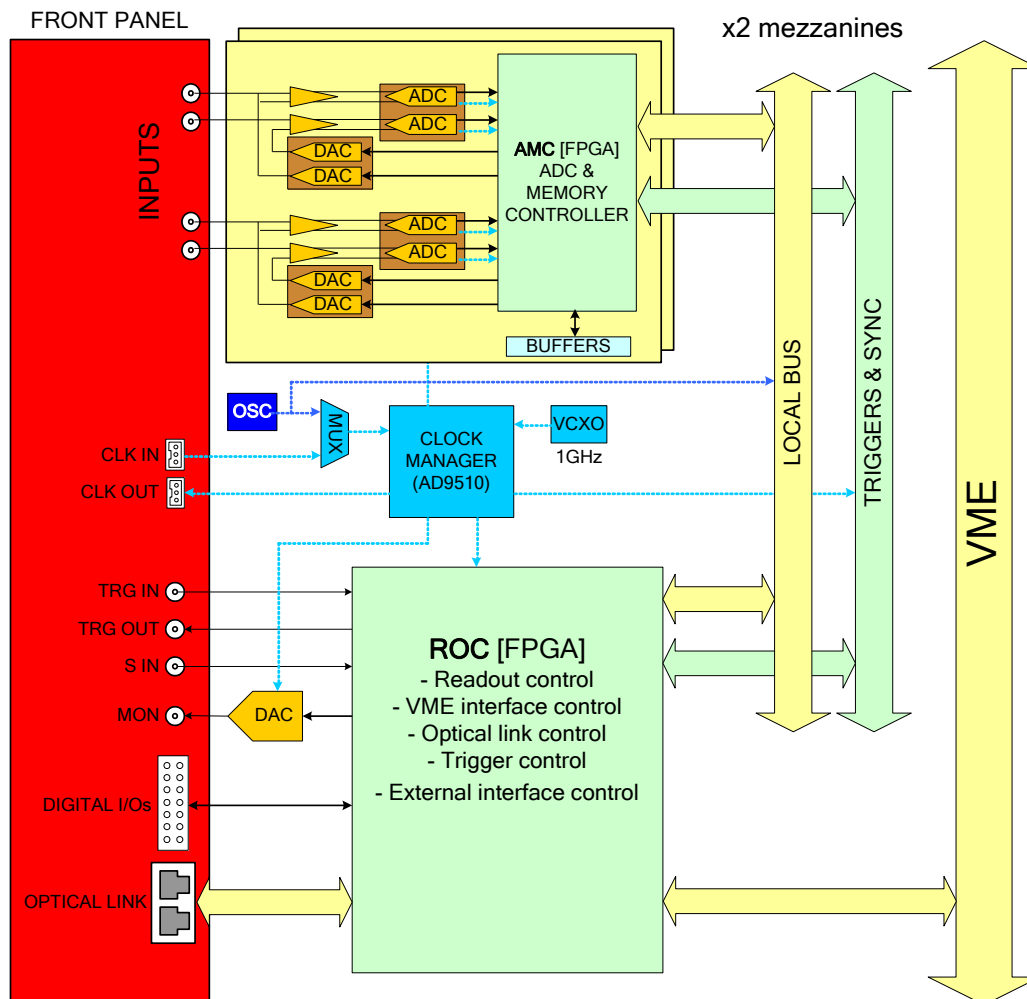 FRONT PANEL
x2 mezzanines
INPUTS
ADC
ADC
DAC
DAC
ADC
ADC
DAC
DAC
AMC [FPGA]
ADC &
MEMORY
CONTROLLER
BUFFERS
LOCAL BUS
TRIGGERS & SYNC
VME
OSC
MUX
CLOCK
MANAGER
(AD9510)
VCXO
1GHz
CLK IN
CLK OUT
TRG IN
TRG OUT
S IN
MON
DAC
DIGITAL I/Os
OPTICAL LINK
ROC [FPGA]
- Readout control
- VME interface control
- Optical link control
- Trigger control
- External interface control